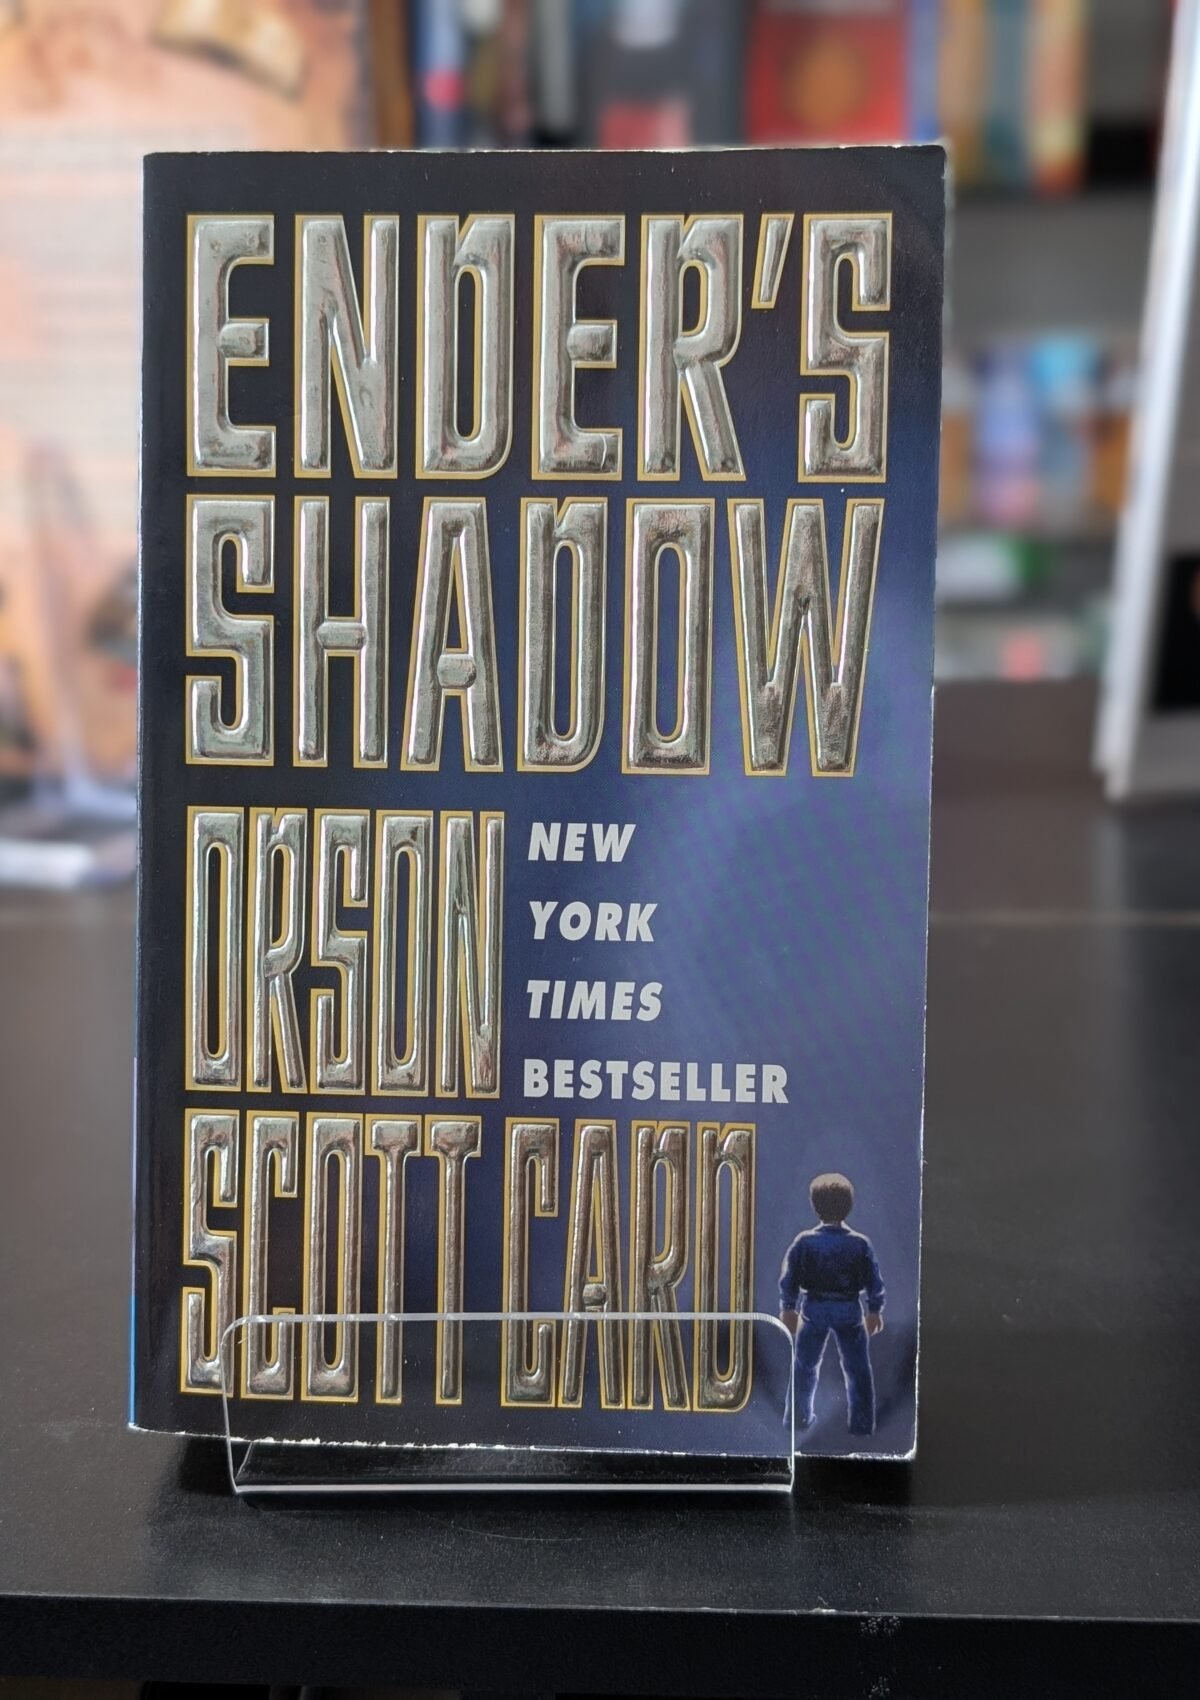 ENDER'S
SHADOW
ORSON
SCOTT CARD
NEW
YORK
TIMES
BESTSELLER